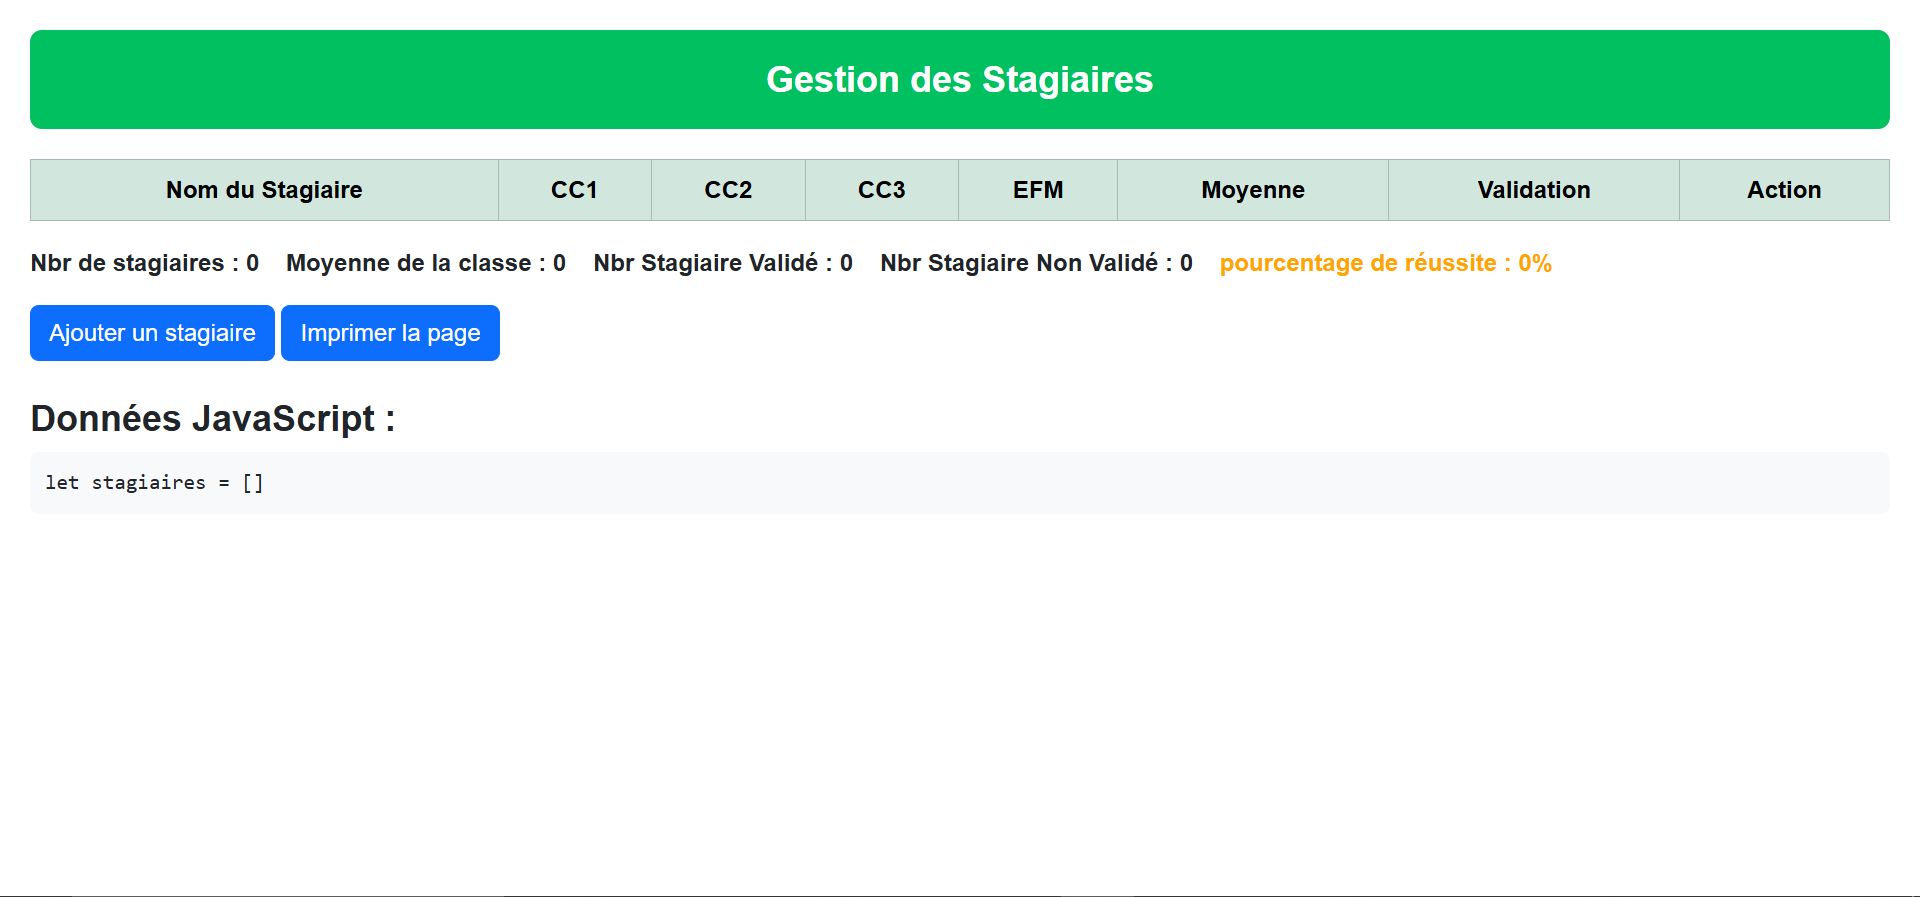 Gestion des Stagiaires
Nom du Stagiaire CC1 CC2 CC3 EFM Moyenne Validation Action
Nbr de stagiaires : 0 Moyenne de la classe : 0 Nbr Stagiaire Validé : 0 Nbr Stagiaire Non Validé : 0 pourcentage de réussite : 0%
Ajouter un stagiaire Imprimer la page
Données JavaScript :
let stagiaires = []